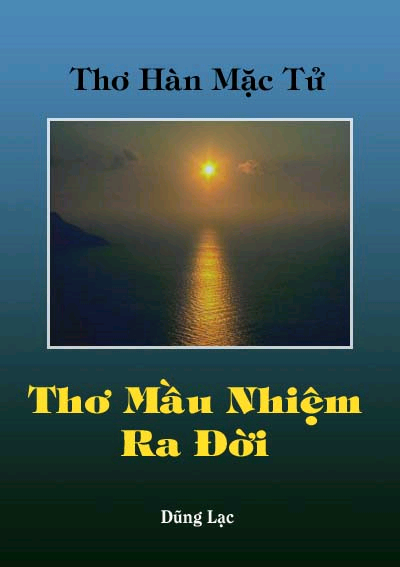 Thơ Hàn Mặc Tử
Thơ Mầu Nhiệm
Ra Đời
Dũng Lạc